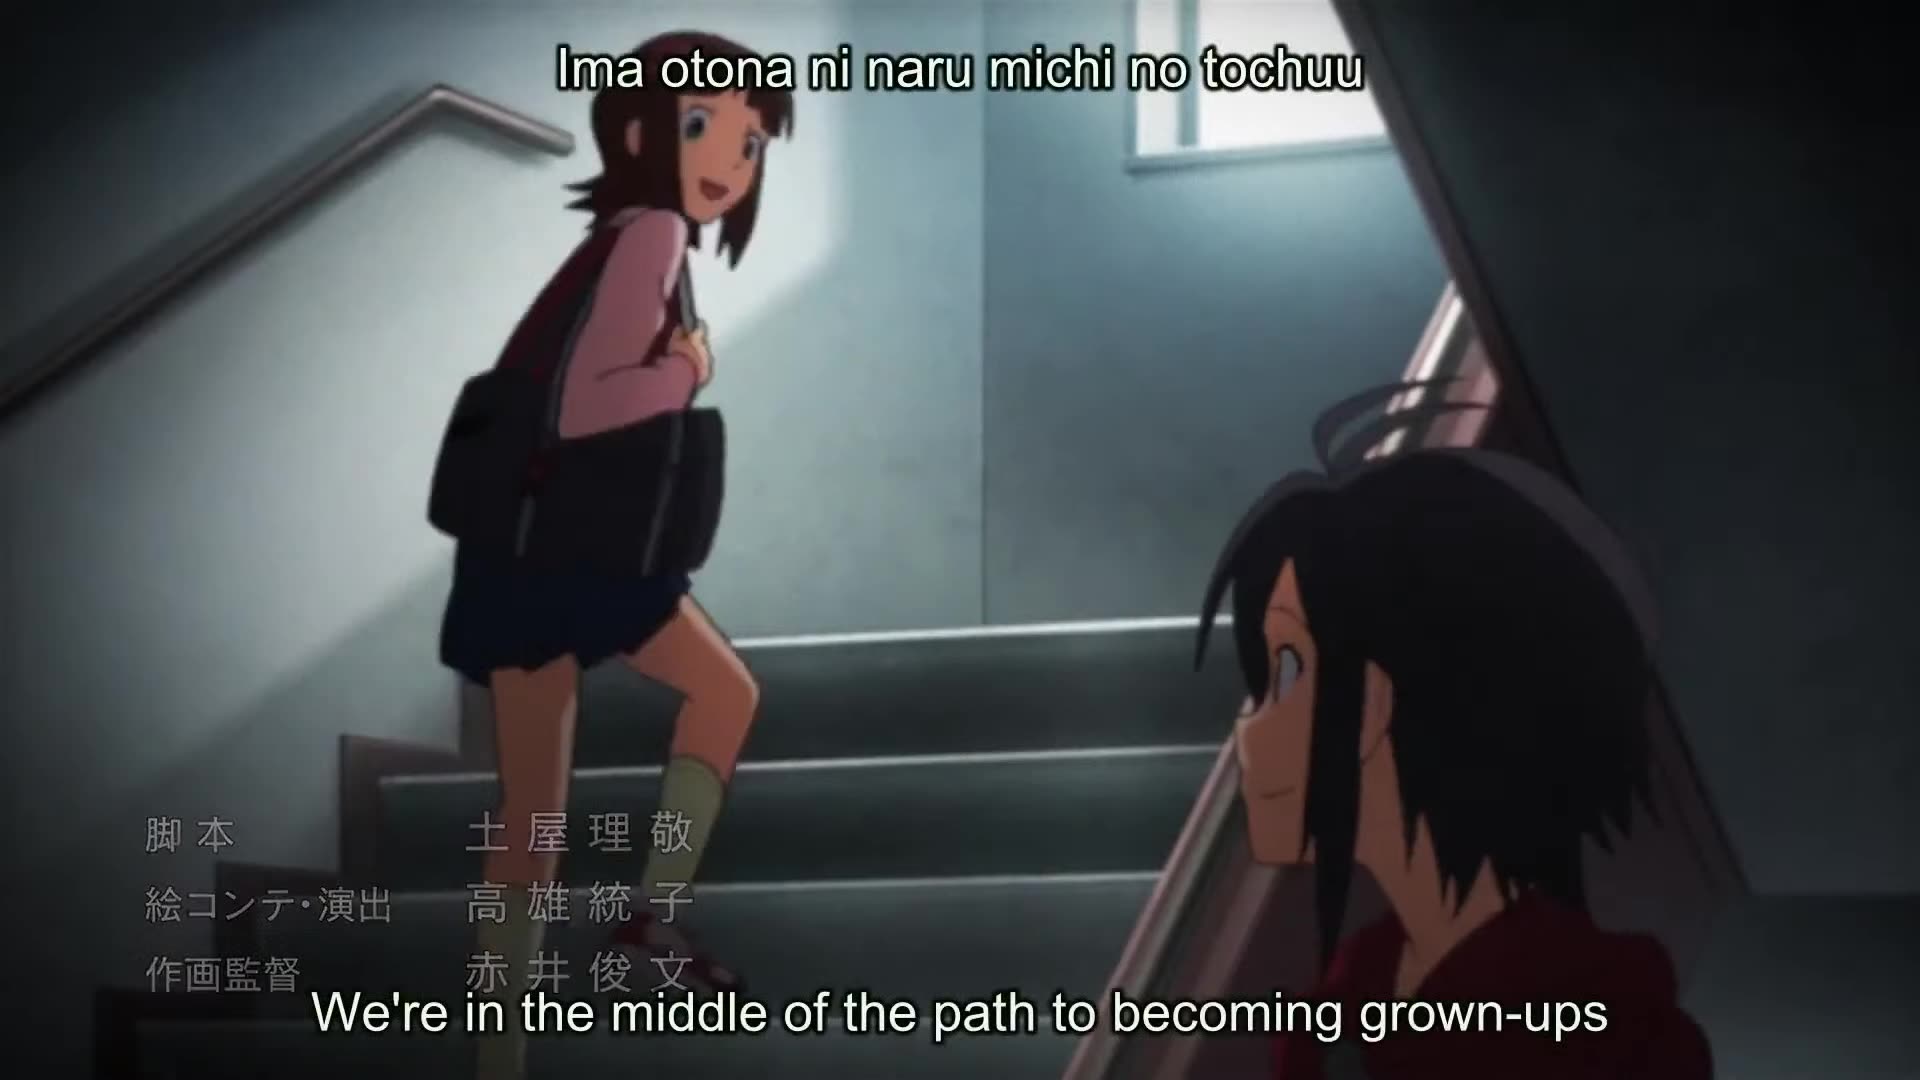 Ima otona ni naru michi no tochuu
脚本 土屋理敬
絵コンテ・演出 高雄統子
作画監督 赤井俊文
We're in the middle of the path to becoming grown-ups